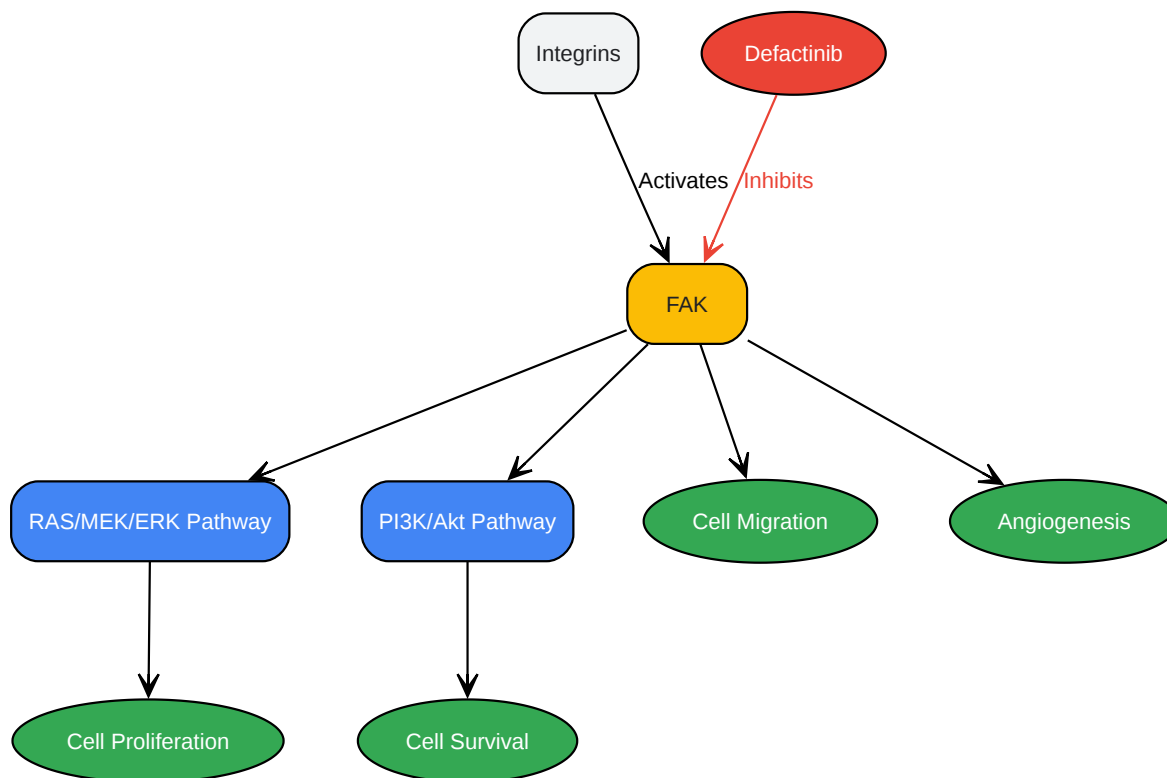 Integrins
Defactinib
Activates
Inhibits
FAK
RAS/MEK/ERK Pathway
PI3K/Akt Pathway
Cell Migration
Angiogenesis
Cell Proliferation
Cell Survival